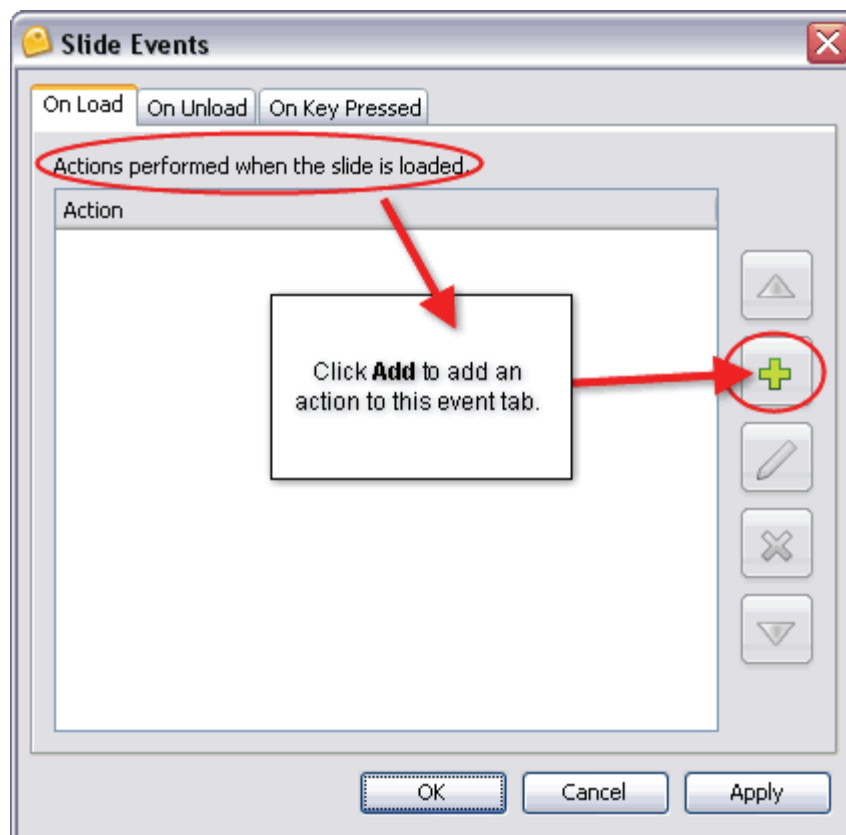 Slide Events
On Load On Unload On Key Pressed
Actions performed when the slide is loaded.
Action
Click Add to add an
action to this event tab.
OK Cancel Apply